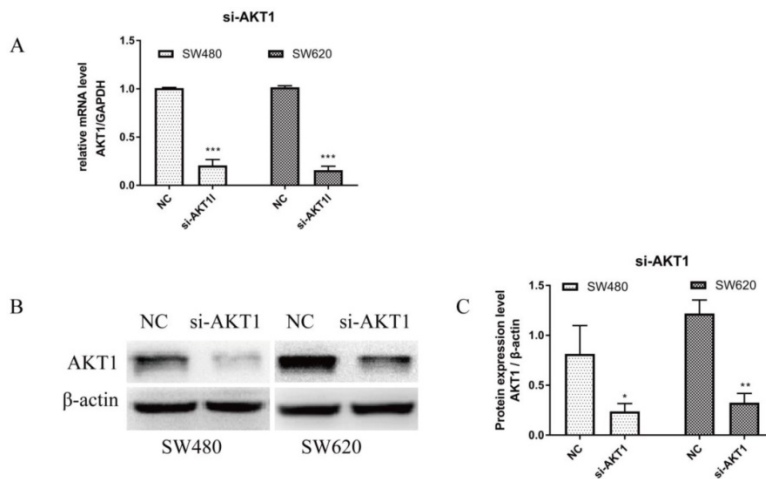 si-AKT1
A
SW480 SW620
relative mRNA level
AKT1/GAPDH
1.5
1.0
0.5
0.0
*** ***
NC si-AKT1l NC si-AKT1l
B
NC si-AKT1 NC si-AKT1
AKT1
β-actin
SW480 SW620
C
si-AKT1
SW480 SW620
Protein expression level
AKT1 / β-actin
1.5
1.0
0.5
0.0
* **
NC si-AKT1 NC si-AKT1